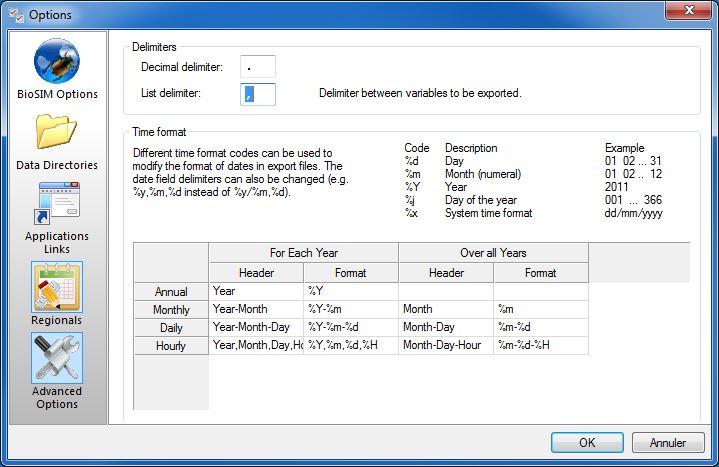 Options
BioSIM Options
Data Directories
Applications
Links
Regionals
Advanced
Options
Delimiters
Decimal delimiter: .
List delimiter: , Delimiter between variables to be exported.
Time format
Different time format codes can be used to
modify the format of dates in export files. The
date field delimiters can also be changed (e.g.
%y,%m,%d instead of %y/%m,%d).
Code Description Example
%d Day 01 02 ... 31
%m Month (numeral) 01 02 .. 12
%Y Year 2011
%j Day of the year 001 ... 366
%x System time format dd/mm/yyyy
For Each Year Over all Years
Header Format Header Format
Annual Year %Y
Monthly Year-Month %Y-%m Month %m
Daily Year-Month-Day %Y-%m-%d Month-Day %m-%d
Hourly Year,Month,Day,Ho %Y,%m,%d,%H Month-Day-Hour %m-%d-%H
OK Annuler